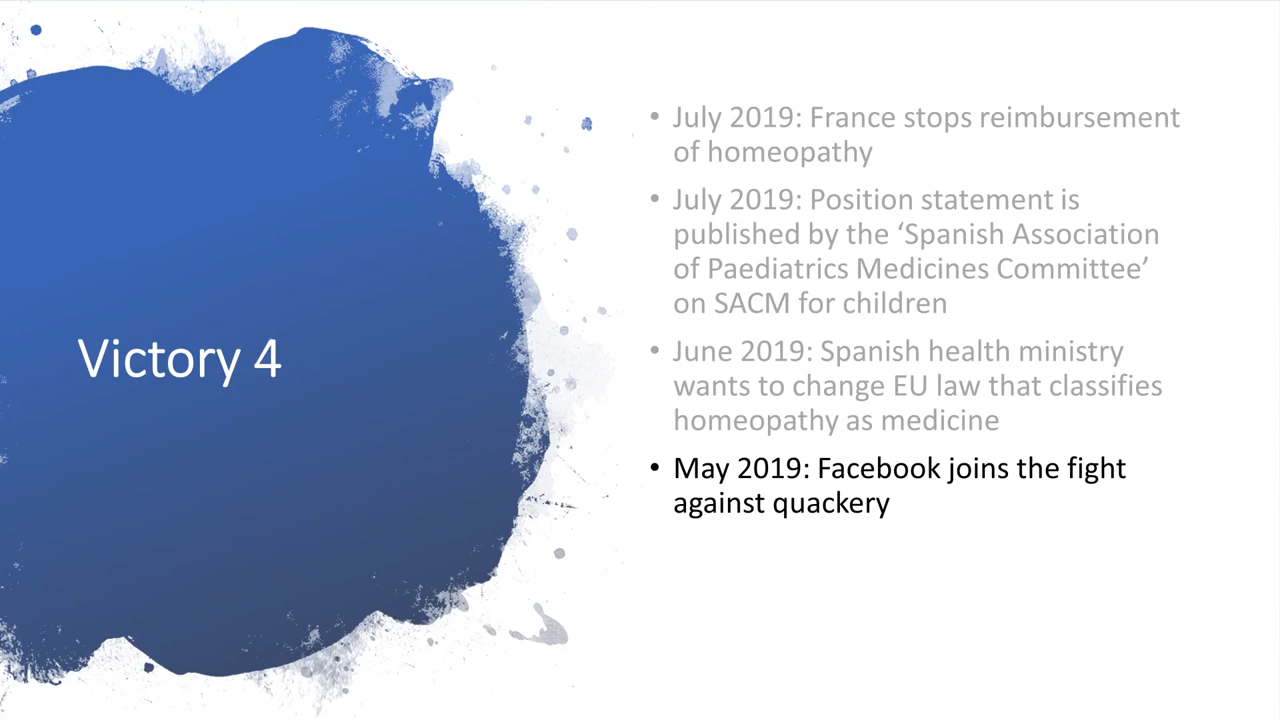 Victory 4
• July 2019: France stops reimbursement
of homeopathy
• July 2019: Position statement is
published by the ‘Spanish Association
of Paediatrics Medicines Committee’
on SACM for children
• June 2019: Spanish health ministry
wants to change EU law that classifies
homeopathy as medicine
• May 2019: Facebook joins the fight
against quackery